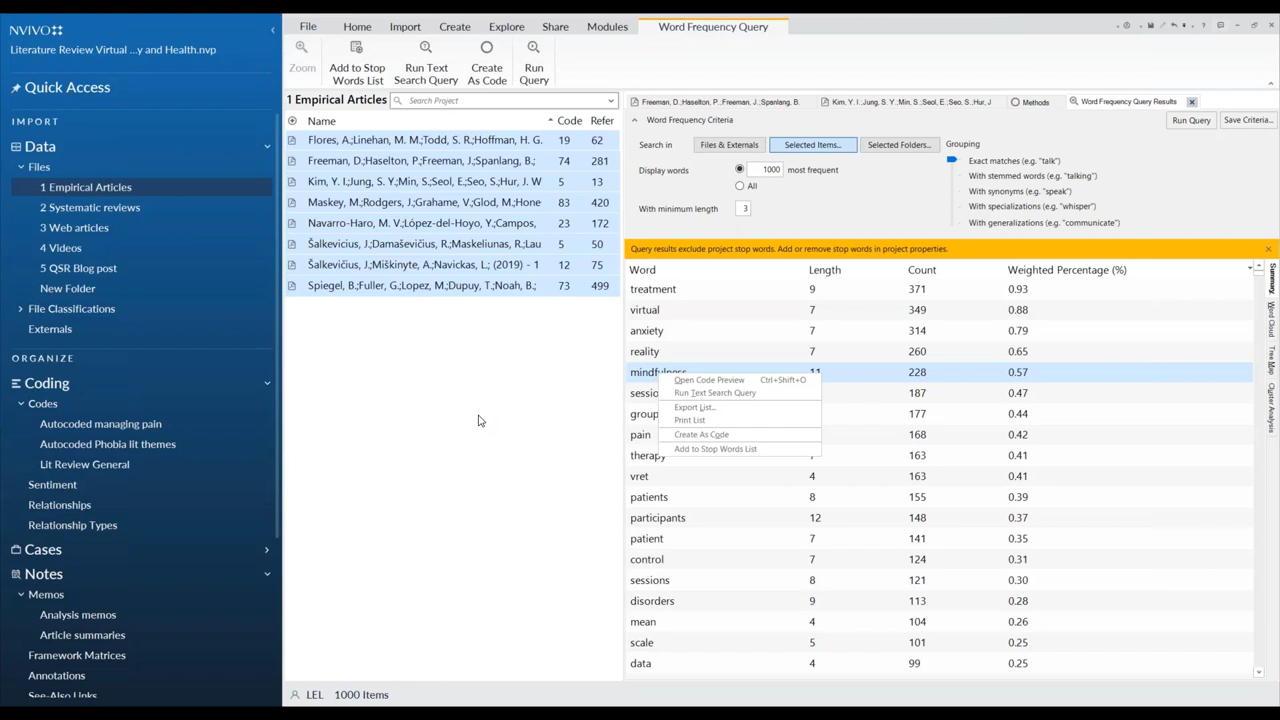 NVIVO
Literature Review Virtual ...y and Health.nvp
Quick Access
IMPORT
Data
Files
1 Empirical Articles
2 Systematic reviews
3 Web articles
4 Videos
5 QSR Blog post
New Folder
File Classifications
Externals
ORGANIZE
Coding
Codes
Autocoded managing pain
Autocoded Phobia lit themes
Lit Review General
Sentiment
Relationships
Relationship Types
Cases
Notes
Memos
Analysis memos
Article summaries
Framework Matrices
Annotations
See-Also Links
File Home Import Create Explore Share Modules Word Frequency Query
Zoom
Add to Stop Words List
Run Text Search Query
Create As Code
Run Query
1 Empirical Articles
Search Project
Name Code Refer
Flores, A.;Linehan, M. M.;Todd, S. R.;Hoffman, H. G. 19 62
Freeman, D.;Haselton, P.;Freeman, J.;Spanlang, B.; 74 281
Kim, Y. I.;Jung, S. Y.;Min, S.;Seol, E.;Seo, S.;Hur, J. W 5 13
Maskey, M.;Rodgers, J.;Grahame, V.;Glod, M.;Hone 83 420
Navarro-Haro, M. V.;López-del-Hoyo, Y.;Campos, 23 172
Šalkevicius, J.;Damaševičius, R.;Maskeliunas, R.;Lau 5 50
Šalkevičius, J.;Miškinyte, A.;Navickas, L.; (2019) - 1 12 75
Spiegel, B.;Fuller, G.;Lopez, M.;Dupuy, T.;Noah, B.; 73 499
Freeman, D.;Haselton, P.;Freeman, J.;Spanlang, B.
Kim, Y. I.;Jung, S. Y.;Min, S.;Seol, E.;Seo, S.;Hur, J
Methods
Word Frequency Query Results
Word Frequency Criteria
Run Query
Save Criteria...
Search in Files & Externals Selected Items... Selected Folders...
Display words 1000 most frequent
All
With minimum length 3
Grouping
Exact matches (e.g. "talk")
With stemmed words (e.g. "talking")
With synonyms (e.g. "speak")
With specializations (e.g. "whisper")
With generalizations (e.g. "communicate")
Query results exclude project stop words. Add or remove stop words in project properties.
Word Length Count Weighted Percentage (%)
treatment 9 371 0.93
virtual 7 349 0.88
anxiety 7 314 0.79
reality 7 260 0.65
mindfulness 11 228 0.57
sessio 187 0.47
group 177 0.44
pain 168 0.42
therapy 7 163 0.41
vret 4 163 0.41
patients 8 155 0.39
participants 12 148 0.37
patient 7 141 0.35
control 7 124 0.31
sessions 8 121 0.30
disorders 9 113 0.28
mean 4 104 0.26
scale 5 101 0.25
data 4 99 0.25
Open Code Preview Ctrl+Shift+O
Run Text Search Query
Export List...
Print List
Create As Code
Add to Stop Words List
Summary
Word Cloud
Tree Map
Cluster Analysis
LEL 1000 Items